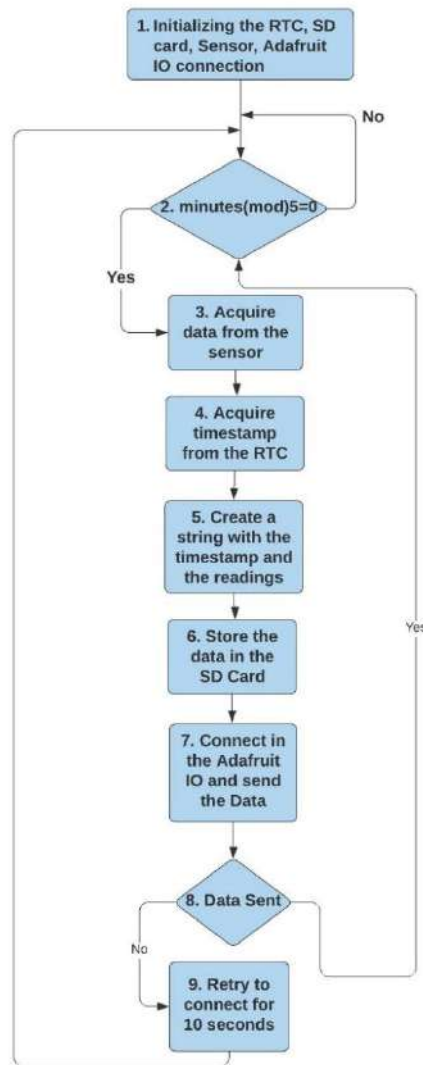 1. Initializing the RTC, SD
card, Sensor, Adafruit
IO connection
No
2. minutes(mod)5=0
Yes
3. Acquire
data from the
sensor
4. Acquire
timestamp
from the RTC
5. Create a
string with the
timestamp and
the readings
6. Store the
data in the
SD Card
Yes
7. Connect in
the Adafruit
IO and send
the Data
8. Data Sent
No
9. Retry to
connect for
10 seconds